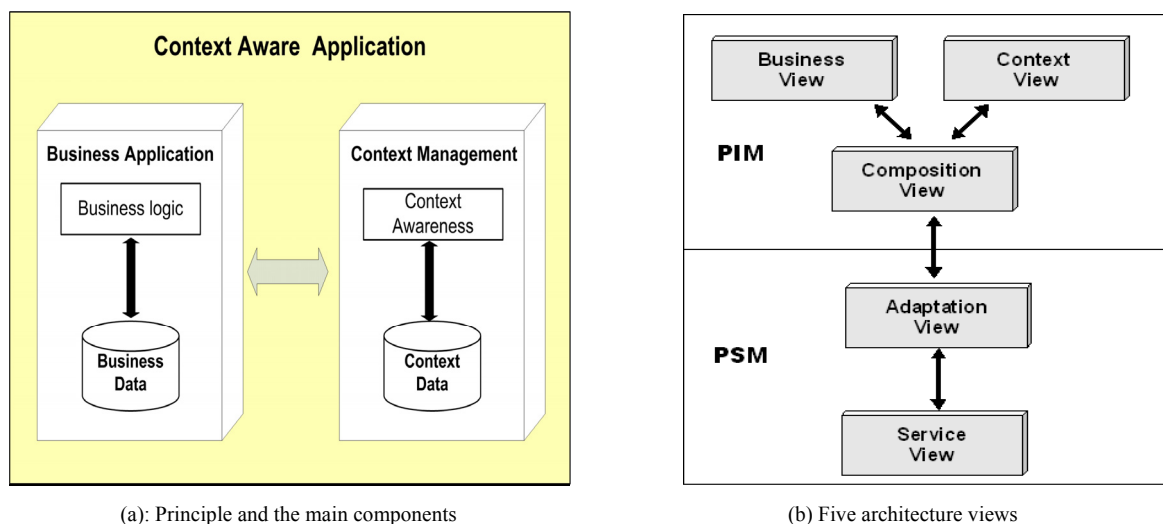 Context Aware Application
Business Application
Business logic
Business
Data
Context Management
Context
Awareness
Context
Data
(a): Principle and the main components
Business
View
Context
View
PIM
Composition
View
Adaptation
View
PSM
Service
View
(b) Five architecture views